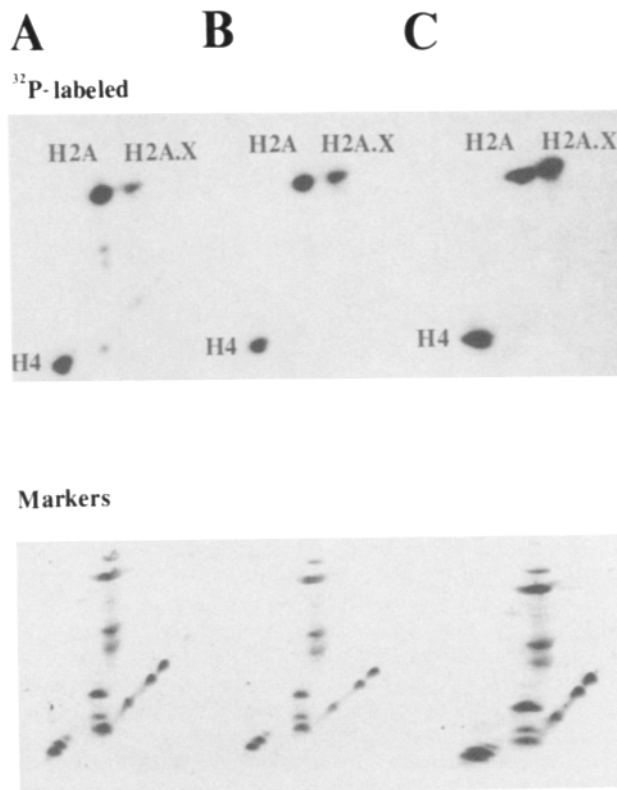 A B C
³²P-labeled
H2A H2A.X H2A H2A.X H2A H2A.X
H4 H4 H4
Markers